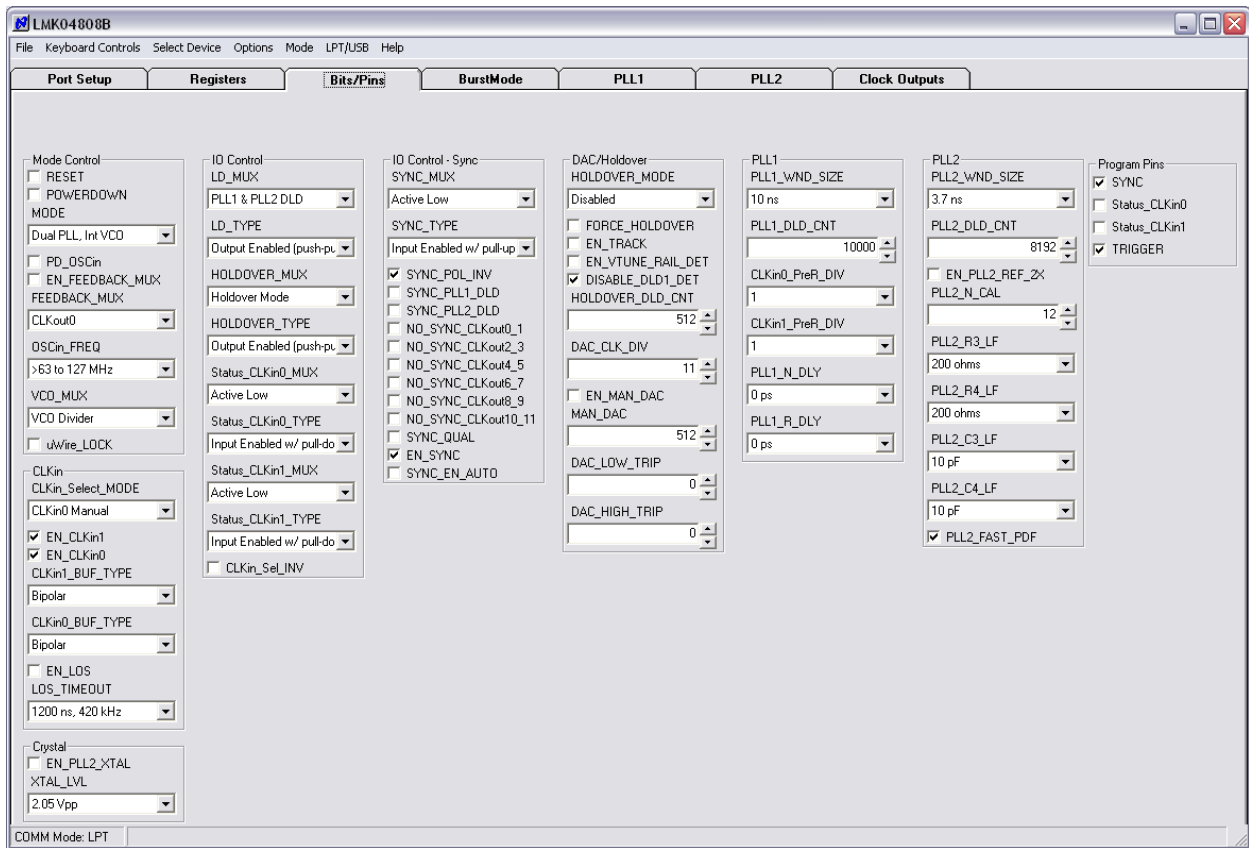 LMK04808B
File Keyboard Controls Select Device Options Mode LPT/USB Help
Port Setup Registers Bits/Pins BurstMode PLL1 PLL2 Clock Outputs
Mode Control
RESET
POWERDOWN
MODE
Dual PLL, Int VCO
PD_OSCin
EN_FEEDBACK_MUX
FEEDBACK_MUX
CLKout0
OSCin_FREQ
>63 to 127 MHz
VCO_MUX
VCO Divider
uWire_LOCK
CLKin
CLKin_Select_MODE
CLKin0 Manual
EN_CLKin1
EN_CLKin0
CLKin1_BUF_TYPE
Bipolar
CLKin0_BUF_TYPE
Bipolar
EN_LOS
LOS_TIMEOUT
1200 ns, 420 kHz
Crystal
EN_PLL2_XTAL
XTAL_LVL
2.05 Vpp
IO Control
LD_MUX
PLL1 & PLL2 DLD
LD_TYPE
Output Enabled (push-pu
HOLDOVER_MUX
Holdover Mode
HOLDOVER_TYPE
Output Enabled (push-pu
Status_CLKin0_MUX
Active Low
Status_CLKin0_TYPE
Input Enabled w/ pull-do
Status_CLKin1_MUX
Active Low
Status_CLKin1_TYPE
Input Enabled w/ pull-do
CLKin_Sel_INV
IO Control - Sync
SYNC_MUX
Active Low
SYNC_TYPE
Input Enabled w/ pull-up
SYNC_POL_INV
SYNC_PLL1_DLD
SYNC_PLL2_DLD
NO_SYNC_CLKout0_1
NO_SYNC_CLKout2_3
NO_SYNC_CLKout4_5
NO_SYNC_CLKout6_7
NO_SYNC_CLKout8_9
NO_SYNC_CLKout10_11
SYNC_QUAL
EN_SYNC
SYNC_EN_AUTO
DAC/Holdover
HOLDOVER_MODE
Disabled
FORCE_HOLDOVER
EN_TRACK
EN_VTUNE_RAIL_DET
DISABLE_DLD1_DET
HOLDOVER_DLD_CNT
512
DAC_CLK_DIV
11
EN_MAN_DAC
MAN_DAC
512
DAC_LOW_TRIP
0
DAC_HIGH_TRIP
0
PLL1
PLL1_WND_SIZE
10 ns
PLL1_DLD_CNT
10000
CLKin0_PreR_DIV
1
CLKin1_PreR_DIV
1
PLL1_N_DLY
0 ps
PLL1_R_DLY
0 ps
PLL2
PLL2_WND_SIZE
3.7 ns
PLL2_DLD_CNT
8192
EN_PLL2_REF_2X
PLL2_N_CAL
12
PLL2_R3_LF
200 ohms
PLL2_R4_LF
200 ohms
PLL2_C3_LF
10 pF
PLL2_C4_LF
10 pF
PLL2_FAST_PDF
Program Pins
SYNC
Status_CLKin0
Status_CLKin1
TRIGGER
COMM Mode: LPT